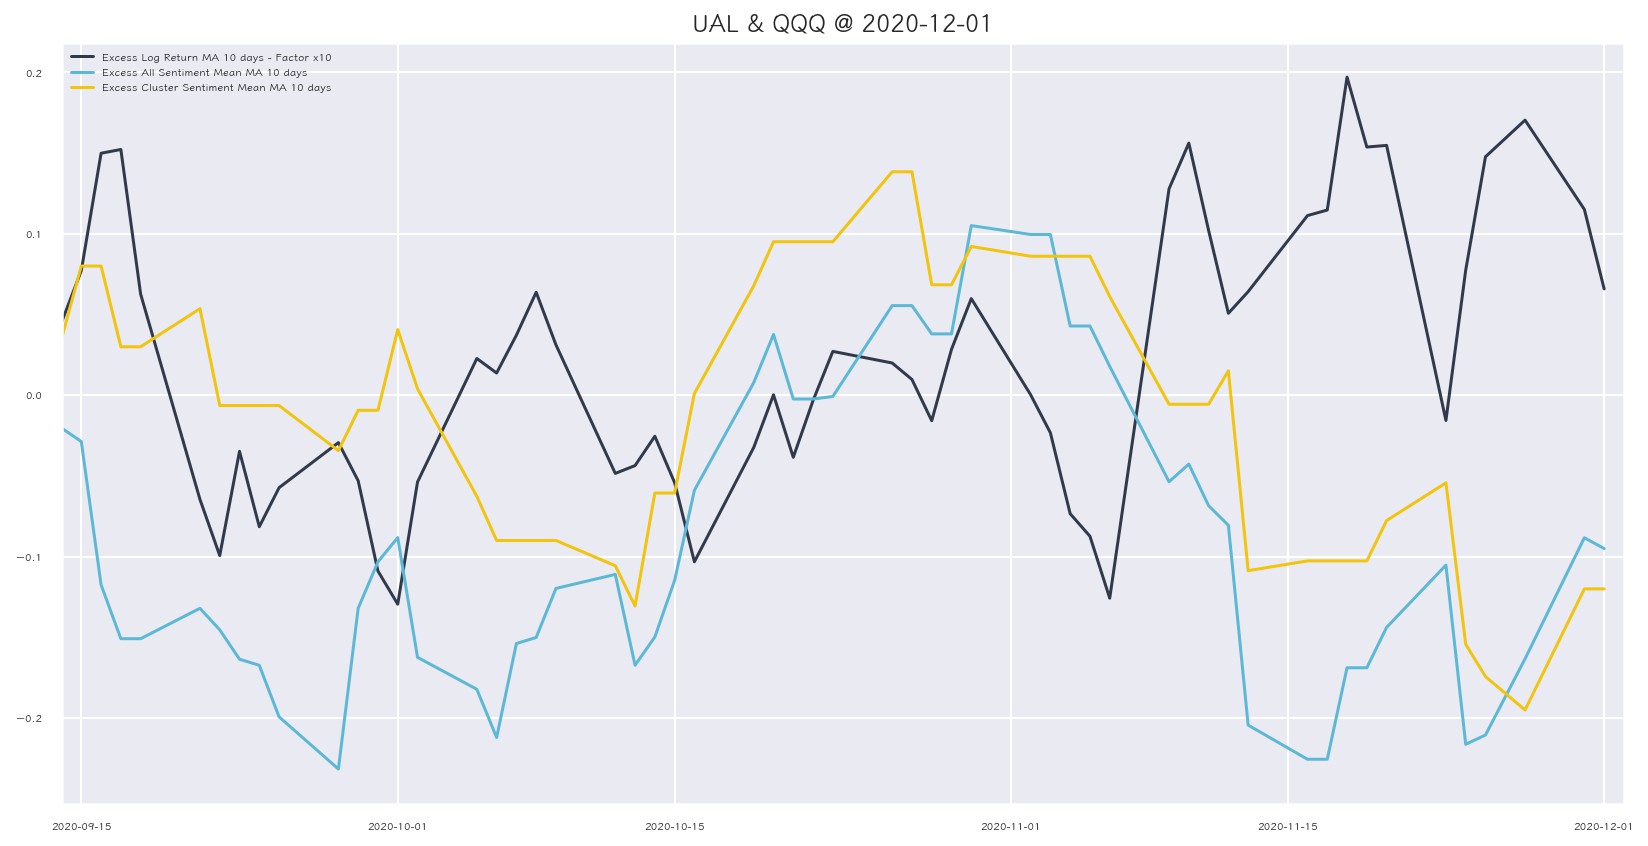 UAL & QQQ @ 2020-12-01
Excess Log Return MA 10 days - Factor x10
Excess All Sentiment Mean MA 10 days
Excess Cluster Sentiment Mean MA 10 days
0.2
0.1
0.0
−0.1
−0.2
2020-09-15
2020-10-01
2020-10-15
2020-11-01
2020-11-15
2020-12-01